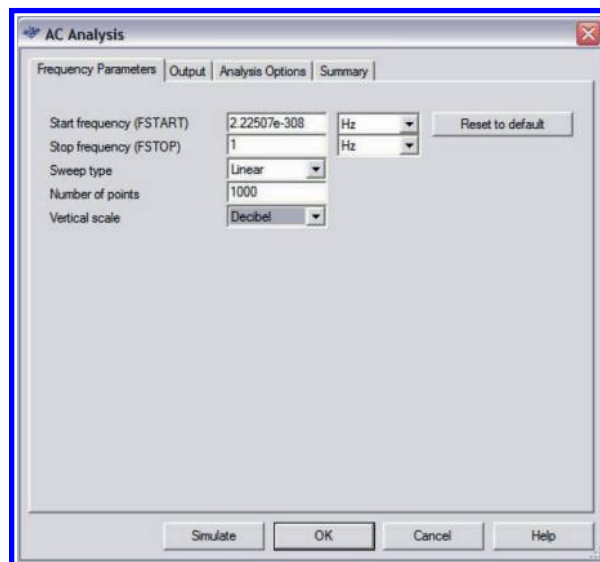 AC Analysis
Frequency Parameters Output Analysis Options Summary
Start frequency (FSTART) 2.22507e-308 Hz Reset to default
Stop frequency (FSTOP) 1 Hz
Sweep type Linear
Number of points 1000
Vertical scale Decibel
Simulate OK Cancel Help